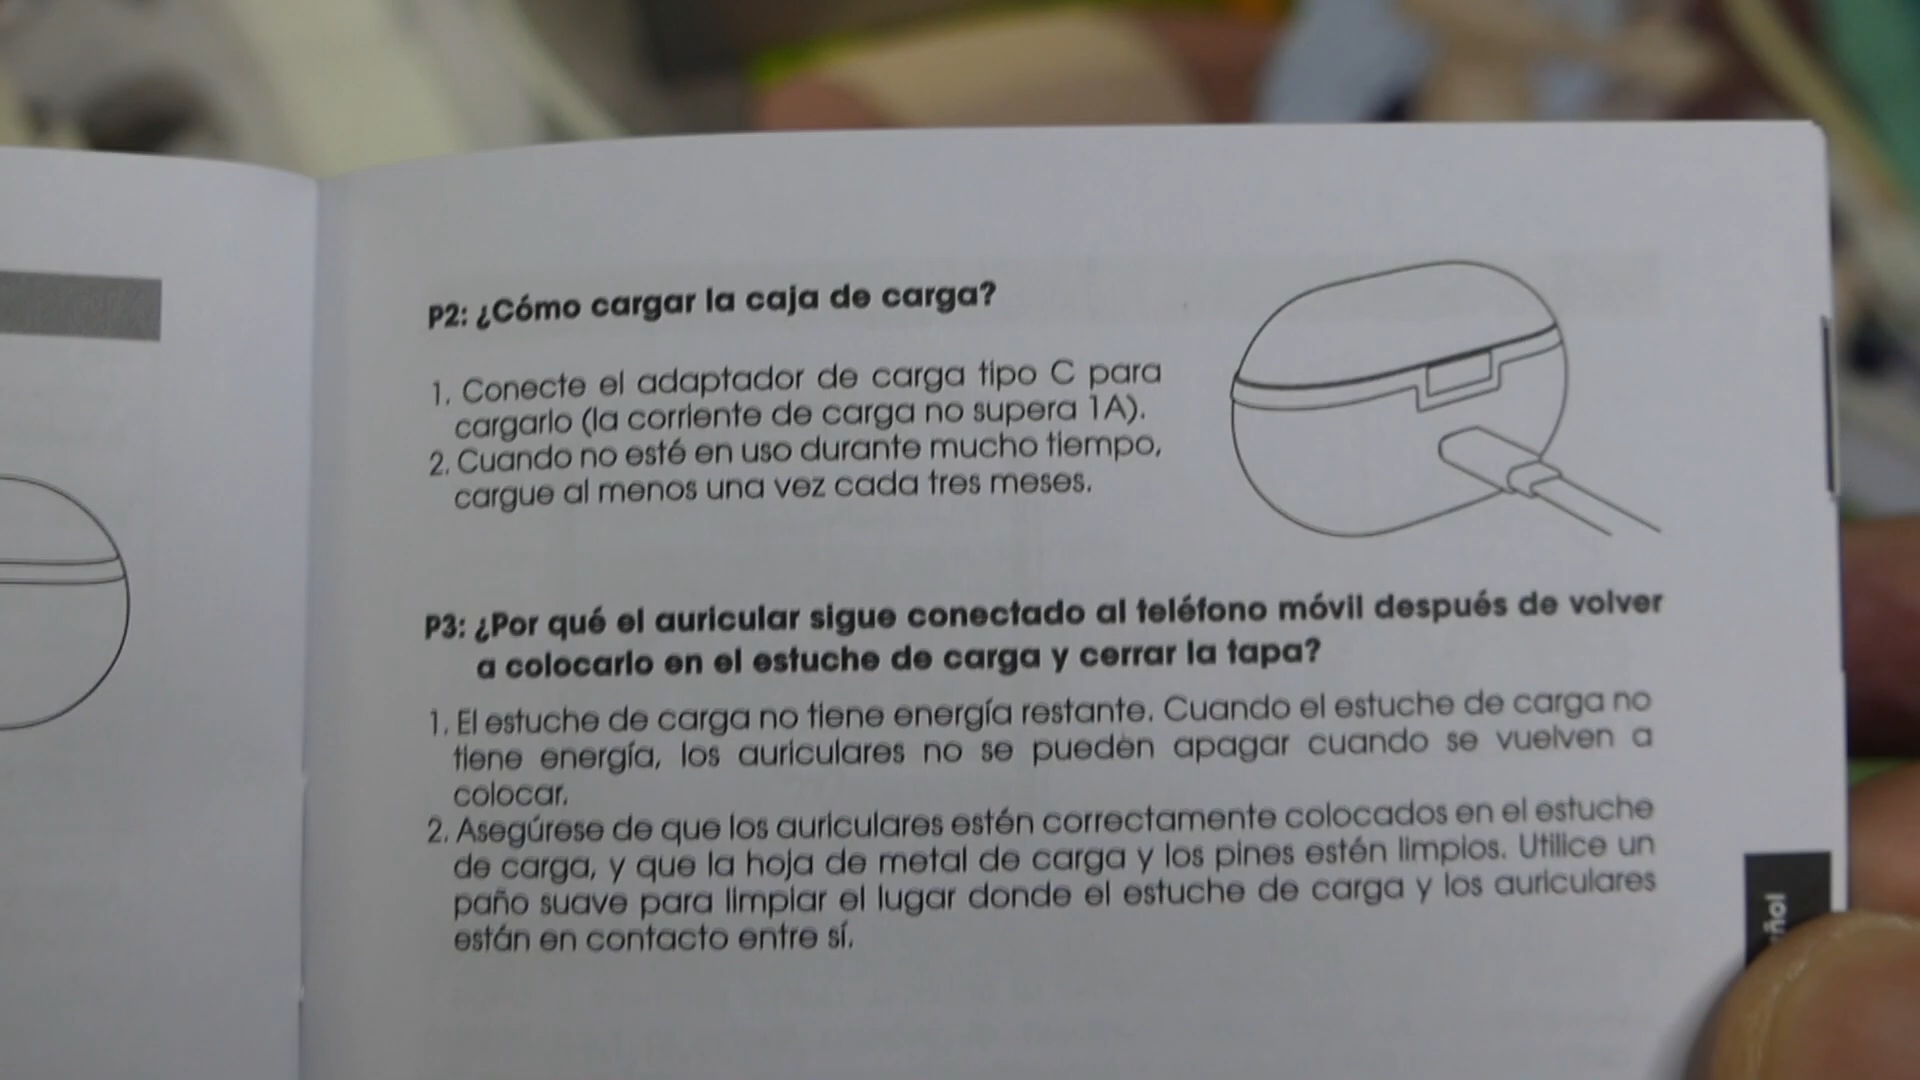 P2: ¿Cómo cargar la caja de carga?
1. Conecte el adaptador de carga tipo C para
cargarlo (la corriente de carga no supera 1A).
2. Cuando no esté en uso durante mucho tiempo,
cargue al menos una vez cada tres meses.
P3: ¿Por qué el auricular sigue conectado al teléfono móvil después de volver
a colocarlo en el estuche de carga y cerrar la tapa?
1. El estuche de carga no tiene energía restante. Cuando el estuche de carga no
tiene energía, los auriculares no se pueden apagar cuando se vuelven a
colocar.
2. Asegúrese de que los auriculares estén correctamente colocados en el estuche
de carga, y que la hoja de metal de carga y los pines estén limpios. Utilice un
paño suave para limpiar el lugar donde el estuche de carga y los auriculares
están en contacto entre sí.